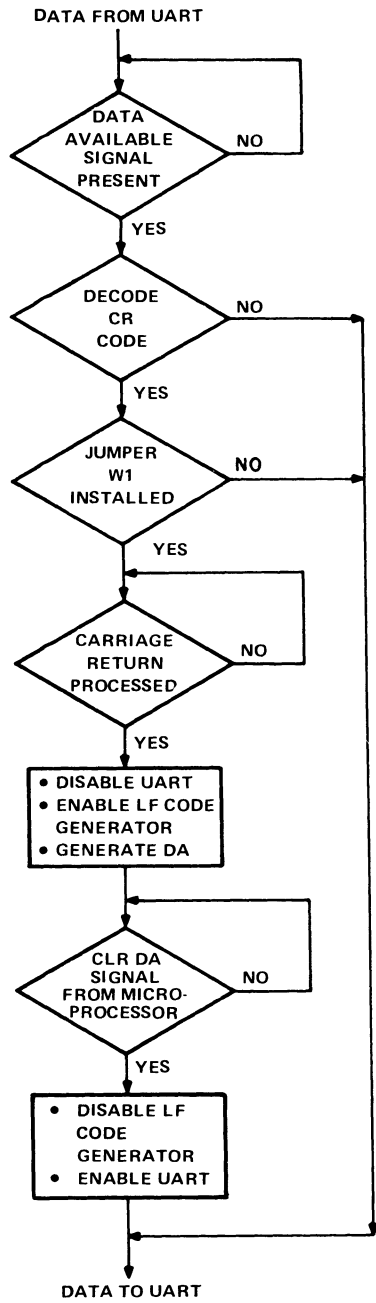 DATA FROM UART
DATA
AVAILABLE
SIGNAL
PRESENT
NO
YES
DECODE
CR
CODE
NO
YES
JUMPER
W1
INSTALLED
NO
YES
CARRIAGE
RETURN
PROCESSED
NO
YES
• DISABLE UART
• ENABLE LF CODE
GENERATOR
• GENERATE DA
CLR DA
SIGNAL
FROM MICRO-
PROCESSOR
NO
YES
• DISABLE LF
CODE
GENERATOR
• ENABLE UART
DATA TO UART